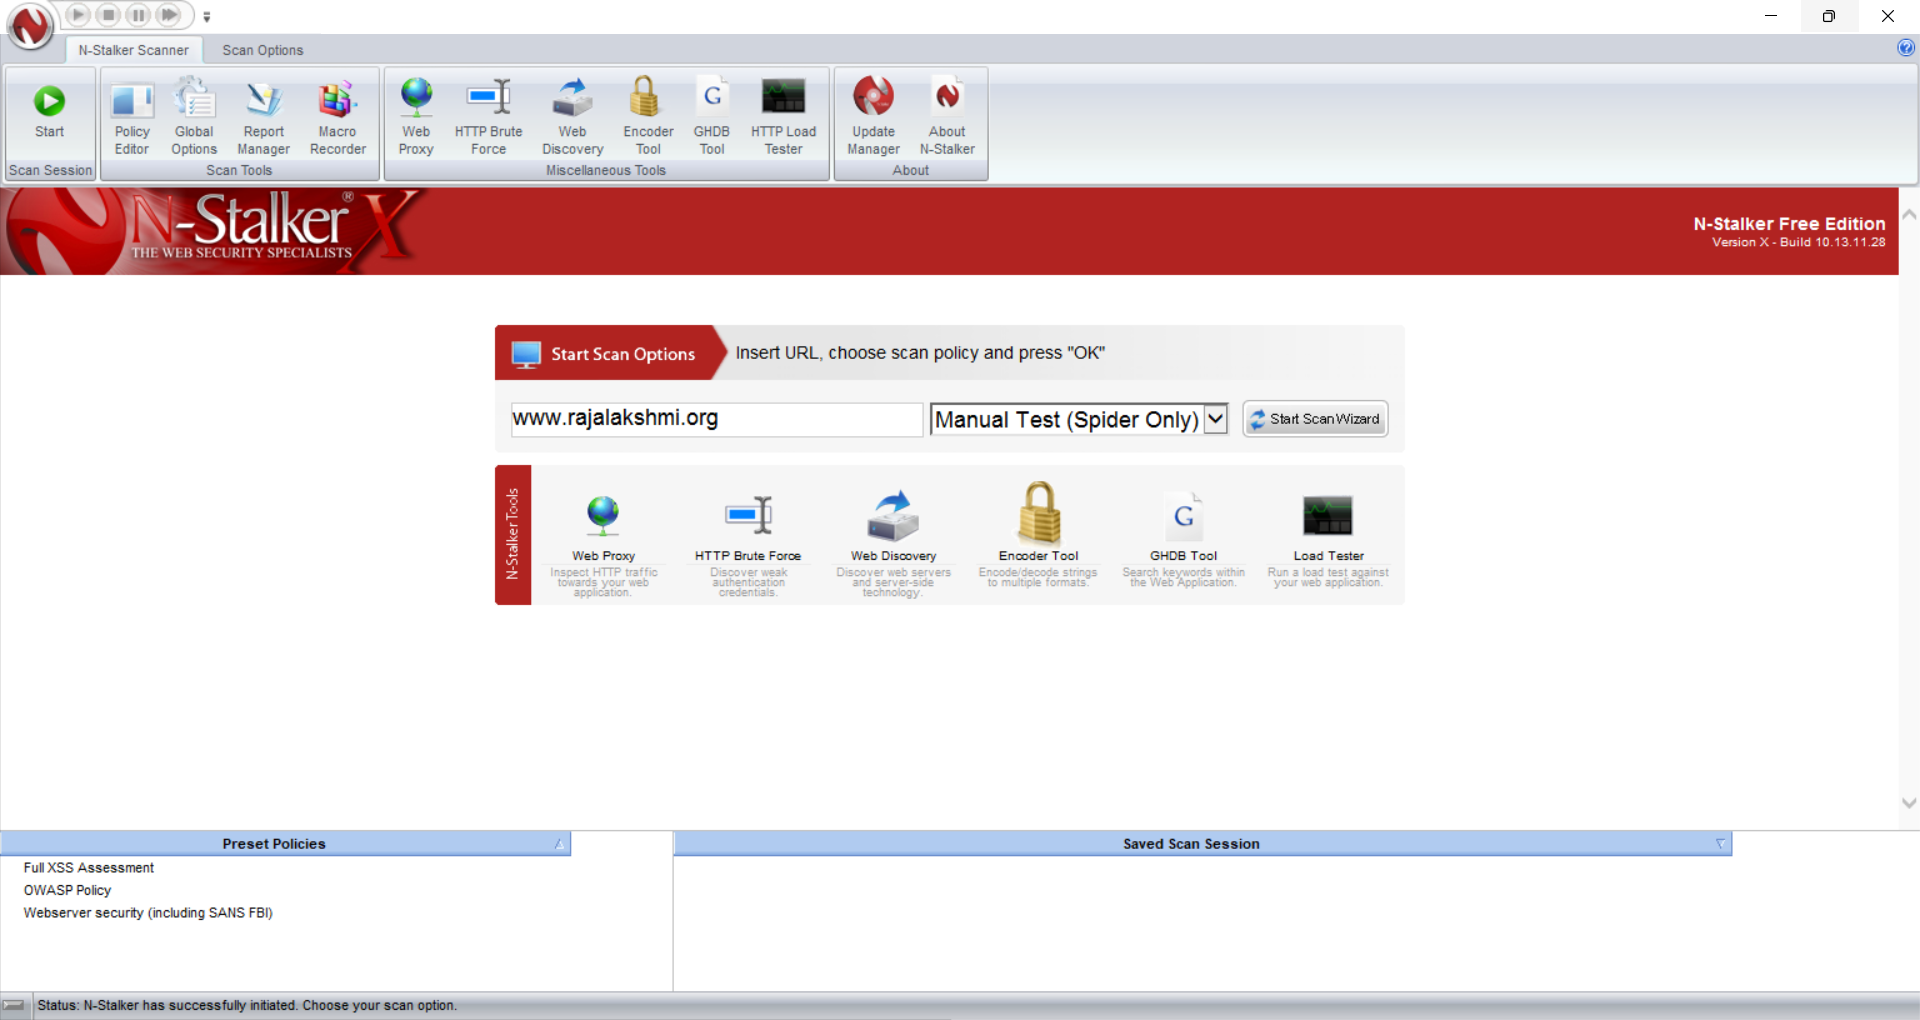 N-Stalker Scanner
Scan Options
Start
Scan Session
Policy Editor
Global Options
Report Manager
Macro Recorder
Scan Tools
Web Proxy
HTTP Brute Force
Web Discovery
Encoder Tool
G
GHDB Tool
HTTP Load Tester
Miscellaneous Tools
Update Manager
About N-Stalker
About
N-Stalker® X
THE WEB SECURITY SPECIALISTS
N-Stalker Free Edition
Version X - Build 10.13.11.28
Start Scan Options
Insert URL, choose scan policy and press "OK"
www.rajalakshmi.org
Manual Test (Spider Only)
Start Scan Wizard
N-Stalker Tools
Web Proxy
Inspect HTTP traffic
towards your web
application.
HTTP Brute Force
Discover weak
authentication
credentials.
Web Discovery
Discover web servers
and server-side
technology.
Encoder Tool
Encode/decode strings
to multiple formats.
G
GHDB Tool
Search keywords within
the Web Application.
Load Tester
Run a load test against
your web application.
Preset Policies
Full XSS Assessment
OWASP Policy
Webserver security (including SANS FBI)
Saved Scan Session
Status: N-Stalker has successfully initiated. Choose your scan option.